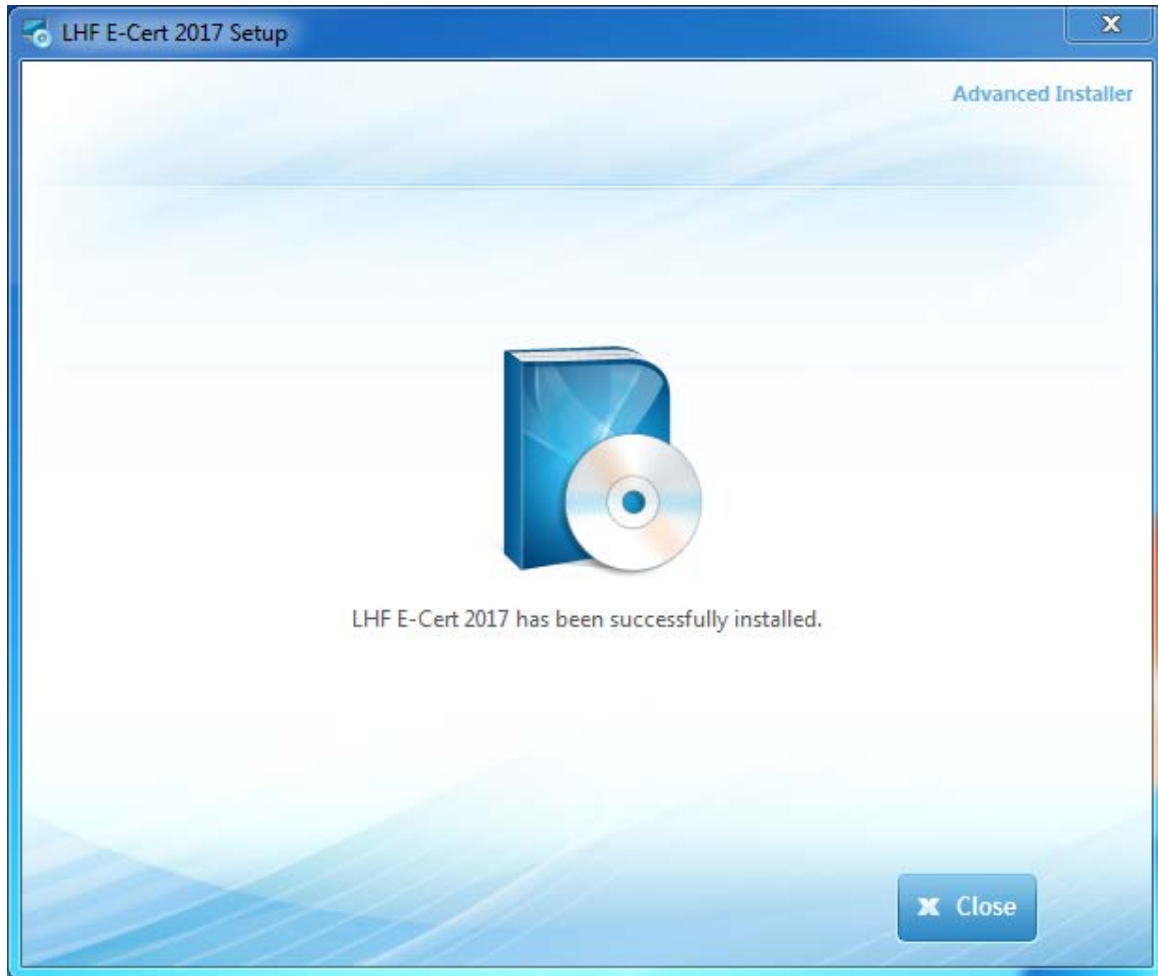 LHF E-Cert 2017 Setup
Advanced Installer
LHF E-Cert 2017 has been successfully installed.
Close